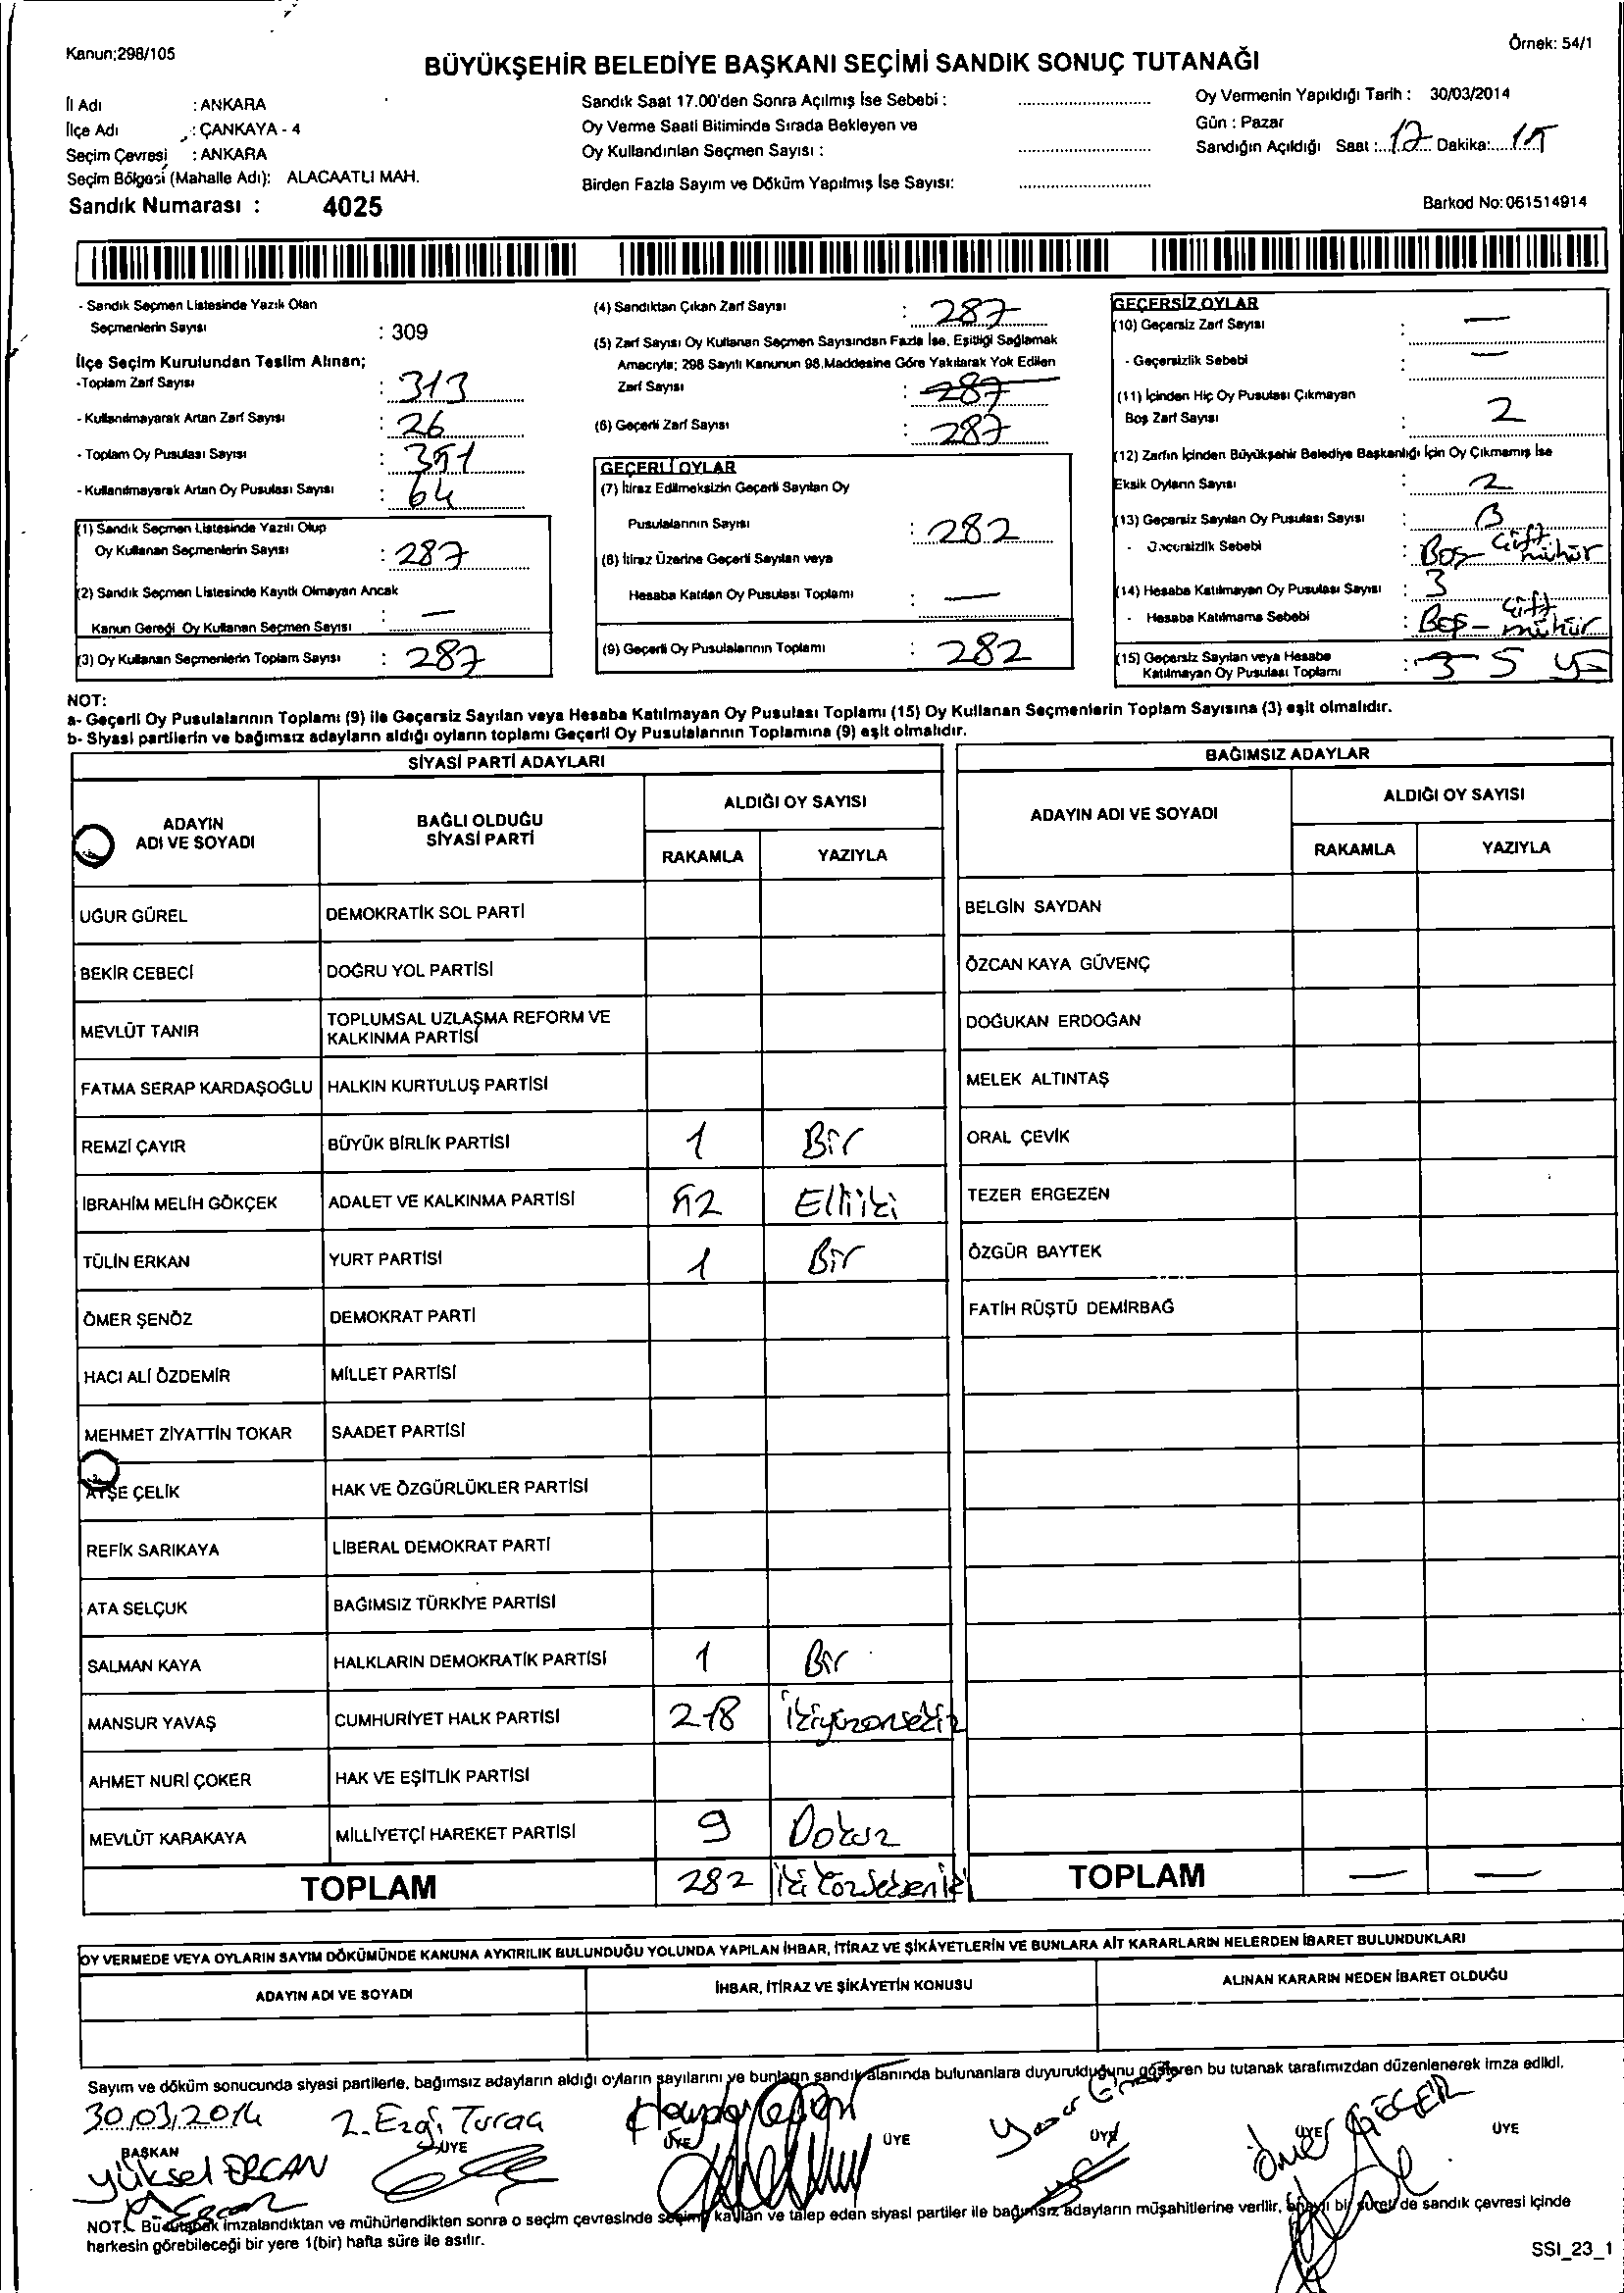 Kanun:298/105
Örnek: 54/1
BÜYÜKŞEHİR BELEDİYE BAŞKANI SEÇİMİ SANDIK SONUÇ TUTANAĞI
İl Adı : ANKARA
İlçe Adı : ÇANKAYA - 4
Seçim Çevresi : ANKARA
Seçim Bölgesi (Mahalle Adı): ALACAATLI MAH.
Sandık Numarası : 4025
Sandık Saat 17.00'den Sonra Açılmış İse Sebebi :
Oy Verme Saati Bitiminde Sırada Bekleyen ve
Oy Kullandırılan Seçmen Sayısı :
Birden Fazla Sayım ve Döküm Yapılmış İse Sayısı:
Oy Vermenin Yapıldığı Tarih : 30/03/2014
Gün : Pazar
Sandığın Açıldığı Saat : 17 Dakika: 15
Barkod No: 061514914
- Sandık Seçmen Listesinde Yazılı Olan
Seçmenlerin Sayısı : 309
İlçe Seçim Kurulundan Teslim Alınan;
-Toplam Zarf Sayısı : 313
- Kullanılmayarak Artan Zarf Sayısı : 26
- Toplam Oy Pusulası Sayısı : 351
- Kullanılmayarak Artan Oy Pusulası Sayısı : 64
(1) Sandık Seçmen Listesinde Yazılı Olup
Oy Kullanan Seçmenlerin Sayısı : 287
(2) Sandık Seçmen Listesinde Kayıtlı Olmayan Ancak
Kanun Gereği Oy Kullanan Seçmen Sayısı : —
(3) Oy Kullanan Seçmenlerin Toplam Sayısı : 287
(4) Sandıktan Çıkan Zarf Sayısı : 287
(5) Zarf Sayısı Oy Kullanan Seçmen Sayısından Fazla İse, Eşitliği Sağlamak
Amacıyla; 298 Sayılı Kanunun 98.Maddesine Göre Yakılarak Yok Edilen
Zarf Sayısı : 287
(6) Geçerli Zarf Sayısı : 287
GEÇERLİ OYLAR
(7) İtiraz Edilmeksizin Geçerli Sayılan Oy
Pusulalarının Sayısı : 282
(8) İtiraz Üzerine Geçerli Sayılan veya
Hesaba Katılan Oy Pusulası Toplamı : —
(9) Geçerli Oy Pusulalarının Toplamı : 282
GEÇERSİZ OYLAR
(10) Geçersiz Zarf Sayısı : —
- Geçersizlik Sebebi : —
(11) İçinden Hiç Oy Pusulası Çıkmayan
Boş Zarf Sayısı : 2
(12) Zarfın İçinden Büyükşehir Belediye Başkanlığı İçin Oy Çıkmamış İse
Eksik Oyların Sayısı : 2
(13) Geçersiz Sayılan Oy Pusulası Sayısı : 3
- Geçersizlik Sebebi : Boş - Çift mühür
(14) Hesaba Katılmayan Oy Pusulası Sayısı : 3
- Hesaba Katılmama Sebebi : Boş - Çift mühür
(15) Geçersiz Sayılan veya Hesabe
Katılmayan Oy Pusulası Toplamı : 3 5
NOT:
a- Geçerli Oy Pusulalarının Toplamı (9) ile Geçersiz Sayılan veya Hesaba Katılmayan Oy Pusulası Toplamı (15) Oy Kullanan Seçmenlerin Toplam Sayısına (3) eşit olmalıdır.
b- Siyasi partilerin ve bağımsız adayların aldığı oyların toplamı Geçerli Oy Pusulalarının Toplamına (9) eşit olmalıdır.
SİYASİ PARTİ ADAYLARI
ADAYIN ADI VE SOYADI
BAĞLI OLDUĞU SİYASİ PARTİ
ALDIĞI OY SAYISI
RAKAMLA YAZIYLA
UĞUR GÜREL DEMOKRATİK SOL PARTİ
BEKİR CEBECİ DOĞRU YOL PARTİSİ
MEVLÜT TANIR TOPLUMSAL UZLAŞMA REFORM VE KALKINMA PARTİSİ
FATMA SERAP KARDAŞOĞLU HALKIN KURTULUŞ PARTİSİ
REMZİ ÇAYIR BÜYÜK BİRLİK PARTİSİ 1 Bir
İBRAHİM MELİH GÖKÇEK ADALET VE KALKINMA PARTİSİ 52 Elliiki
TÜLİN ERKAN YURT PARTİSİ 1 Bir
ÖMER ŞENÖZ DEMOKRAT PARTİ
HACI ALİ ÖZDEMİR MİLLET PARTİSİ
MEHMET ZİYATTİN TOKAR SAADET PARTİSİ
AYŞE ÇELİK HAK VE ÖZGÜRLÜKLER PARTİSİ
REFİK SARIKAYA LİBERAL DEMOKRAT PARTİ
ATA SELÇUK BAĞIMSIZ TÜRKİYE PARTİSİ
SALMAN KAYA HALKLARIN DEMOKRATİK PARTİSİ 1 Bir
MANSUR YAVAŞ CUMHURİYET HALK PARTİSİ 218 ikiyüzonsekiz
AHMET NURİ ÇOKER HAK VE EŞİTLİK PARTİSİ
MEVLÜT KARAKAYA MİLLİYETÇİ HAREKET PARTİSİ 9 Dokuz
TOPLAM 282
BAĞIMSIZ ADAYLAR
ADAYIN ADI VE SOYADI
ALDIĞI OY SAYISI
RAKAMLA YAZIYLA
BELGİN SAYDAN
ÖZCAN KAYA GÜVENÇ
DOĞUKAN ERDOĞAN
MELEK ALTINTAŞ
ORAL ÇEVİK
TEZER ERGEZEN
ÖZGÜR BAYTEK
FATİH RÜŞTÜ DEMİRBAĞ
TOPLAM — —
OY VERMEDE VEYA OYLARIN SAYIM DÖKÜMÜNDE KANUNA AYKIRILIK BULUNDUĞU YOLUNDA YAPILAN İHBAR, İTİRAZ VE ŞİKÂYETLERİN VE BUNLARA AİT KARARLARIN NELERDEN İBARET BULUNDUKLARI
ADAYIN ADI VE SOYADI
İHBAR, İTİRAZ VE ŞİKÂYETİN KONUSU
ALINAN KARARIN NEDEN İBARET OLDUĞU
Sayım ve döküm sonucunda siyasi partilerle, bağımsız adayların aldığı oyların sayılarını ve bunların sandık alanında bulunanlara duyurulduğunu gösteren bu tutanak tarafımızdan düzenlenerek imza edildi.
30.03.2014
BAŞKAN ÜYE ÜYE ÜYE ÜYE ÜYE ÜYE
Yüksel ERCAN
NOT: Bu tutanak imzalandıktan ve mühürlendikten sonra o seçim çevresinde seçime katılan ve talep eden siyasi partiler ile bağımsız adayların müşahitlerine verilir, onaylı bir sureti de sandık çevresi içinde
herkesin görebileceği bir yere 1(bir) hafta süre ile asılır.
SSI_23_1